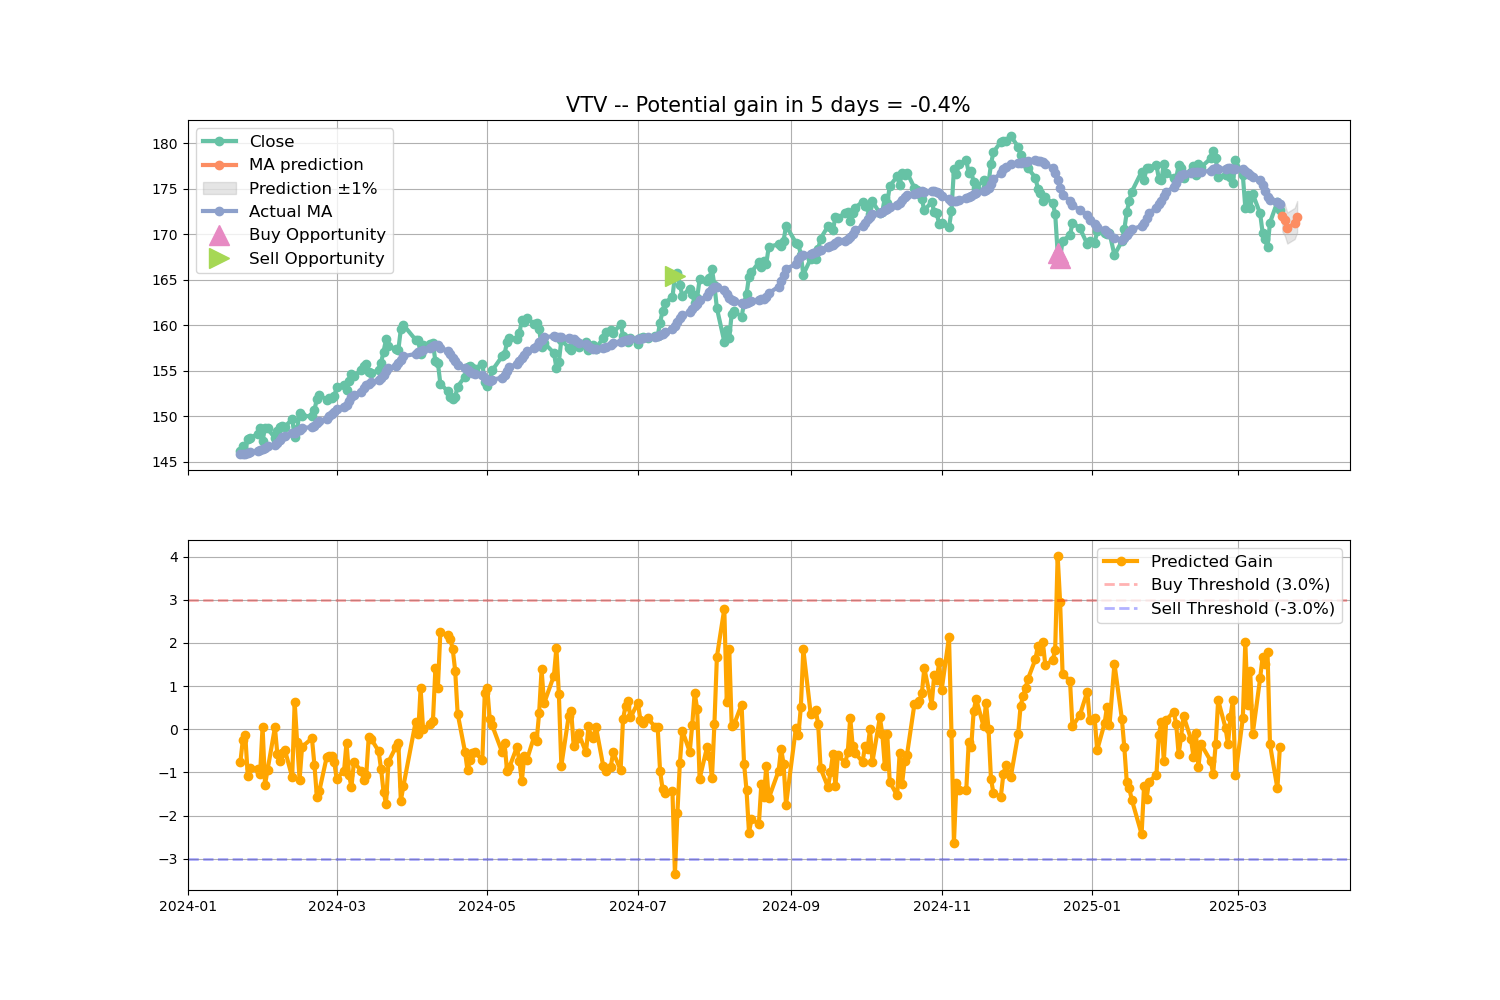 VTV -- Potential gain in 5 days = -0.4%
Close
MA prediction
Prediction ±1%
Actual MA
Buy Opportunity
Sell Opportunity
180
175
170
165
160
155
150
145
Predicted Gain
Buy Threshold (3.0%)
Sell Threshold (-3.0%)
4
3
2
1
0
−1
−2
−3
2024-01
2024-03
2024-05
2024-07
2024-09
2024-11
2025-01
2025-03